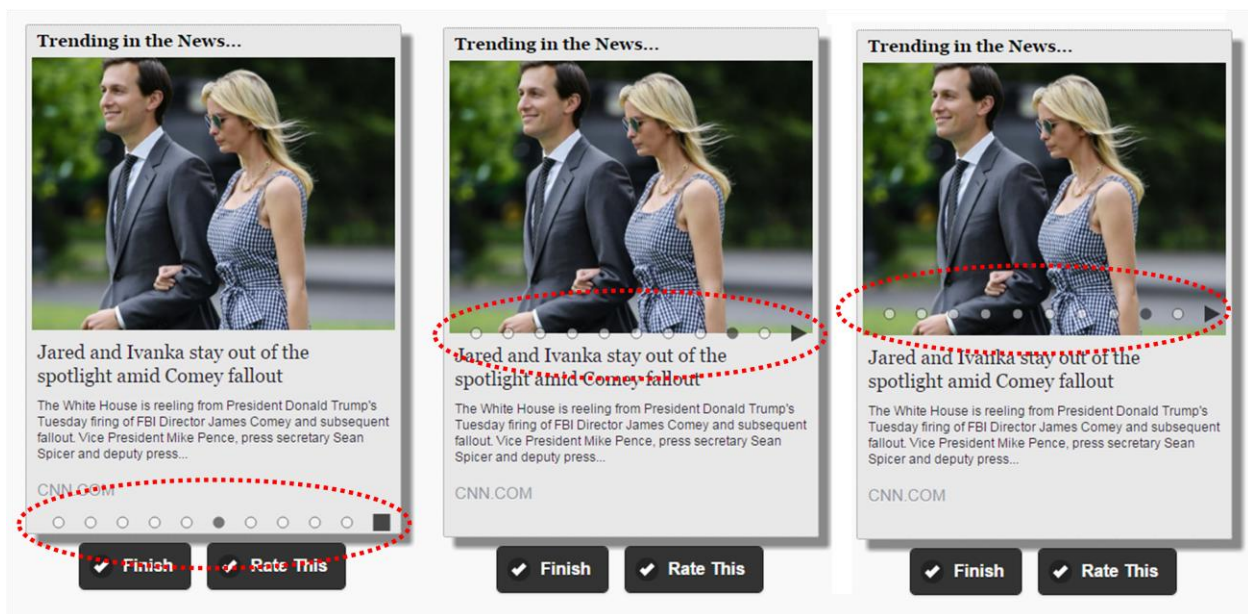 Trending in the News...
Jared and Ivanka stay out of the
spotlight amid Comey fallout
The White House is reeling from President Donald Trump's
Tuesday firing of FBI Director James Comey and subsequent
fallout. Vice President Mike Pence, press secretary Sean
Spicer and deputy press...
CNN.COM
Finish
Rate This
Trending in the News...
Jared and Ivanka stay out of the
spotlight amid Comey fallout
The White House is reeling from President Donald Trump's
Tuesday firing of FBI Director James Comey and subsequent
fallout. Vice President Mike Pence, press secretary Sean
Spicer and deputy press...
CNN.COM
Finish
Rate This
Trending in the News...
Jared and Ivanka stay out of the
spotlight amid Comey fallout
The White House is reeling from President Donald Trump's
Tuesday firing of FBI Director James Comey and subsequent
fallout. Vice President Mike Pence, press secretary Sean
Spicer and deputy press...
CNN.COM
Finish
Rate This